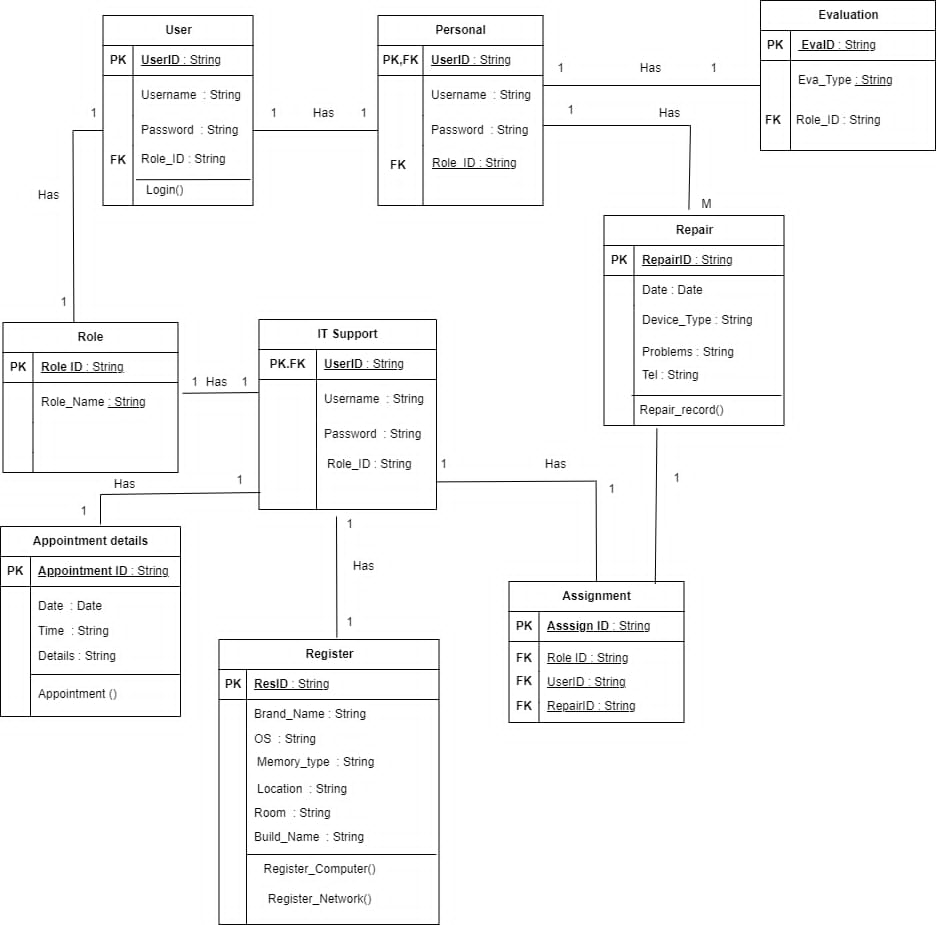 User
PK UserID : String
Username : String
Password : String
FK Role_ID : String
Login()
1 Has 1
Personal
PK,FK UserID : String
Username : String
Password : String
FK Role_ID : String
1 Has 1
Evaluation
PK EvaID : String
Eva_Type : String
FK Role_ID : String
1 Has
M
1
Has
1
Repair
PK RepairID : String
Date : Date
Device_Type : String
Problems : String
Tel : String
Repair_record()
Role
PK Role ID : String
Role_Name : String
1 Has 1
IT Support
PK.FK UserID : String
Username : String
Password : String
Role_ID : String
1 Has
1
1
Has 1
1
Appointment details
PK Appointment ID : String
Date : Date
Time : String
Details : String
Appointment ()
1
Has
1
Register
PK ResID : String
Brand_Name : String
OS : String
Memory_type : String
Location : String
Room : String
Build_Name : String
Register_Computer()
Register_Network()
Assignment
PK Asssign ID : String
FK Role ID : String
FK UserID : String
FK RepairID : String